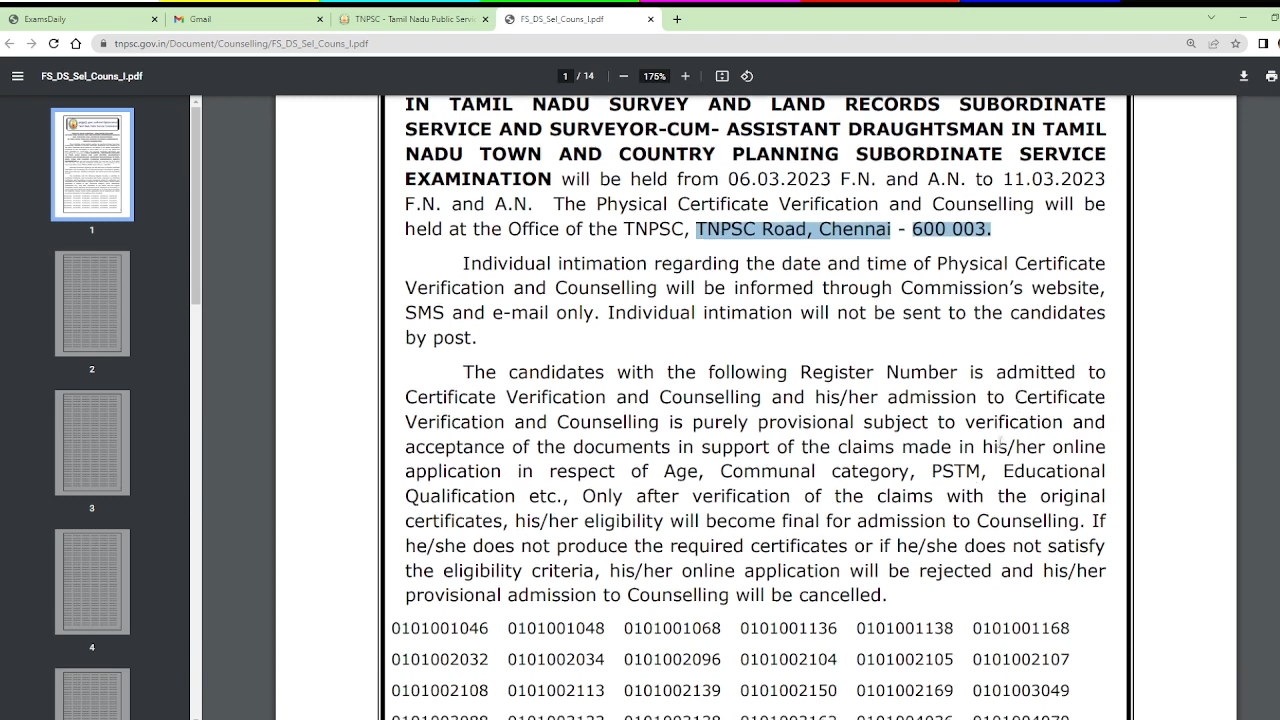 ExamsDaily
Gmail
TNPSC - Tamil Nadu Public Servic
FS_DS_Sel_Couns_I.pdf
tnpsc.gov.in/Document/Counselling/FS_DS_Sel_Couns_I.pdf
FS_DS_Sel_Couns_I.pdf
1 / 14
175%
IN TAMIL NADU SURVEY AND LAND RECORDS SUBORDINATE
SERVICE AND SURVEYOR-CUM- ASSISTANT DRAUGHTSMAN IN TAMIL
NADU TOWN AND COUNTRY PLANNING SUBORDINATE SERVICE
EXAMINATION will be held from 06.03.2023 F.N. and A.N. to 11.03.2023
F.N. and A.N. The Physical Certificate Verification and Counselling will be
held at the Office of the TNPSC, TNPSC Road, Chennai - 600 003.
Individual intimation regarding the date and time of Physical Certificate
Verification and Counselling will be informed through Commission's website,
SMS and e-mail only. Individual intimation will not be sent to the candidates
by post.
The candidates with the following Register Number is admitted to
Certificate Verification and Counselling and his/her admission to Certificate
Verification and Counselling is purely provisional subject to verification and
acceptance of the documents in support of the claims made in his/her online
application in respect of Age, Communal category, PSTM, Educational
Qualification etc., Only after verification of the claims with the original
certificates, his/her eligibility will become final for admission to Counselling. If
he/she does not produce the required certificates or if he/she does not satisfy
the eligibility criteria, his/her online application will be rejected and his/her
provisional admission to Counselling will be cancelled.
0101001046 0101001048 0101001068 0101001136 0101001138 0101001168
0101002032 0101002034 0101002096 0101002104 0101002105 0101002107
0101002108 0101002113 0101002139 0101002150 0101002169 0101003049
1
2
3
4